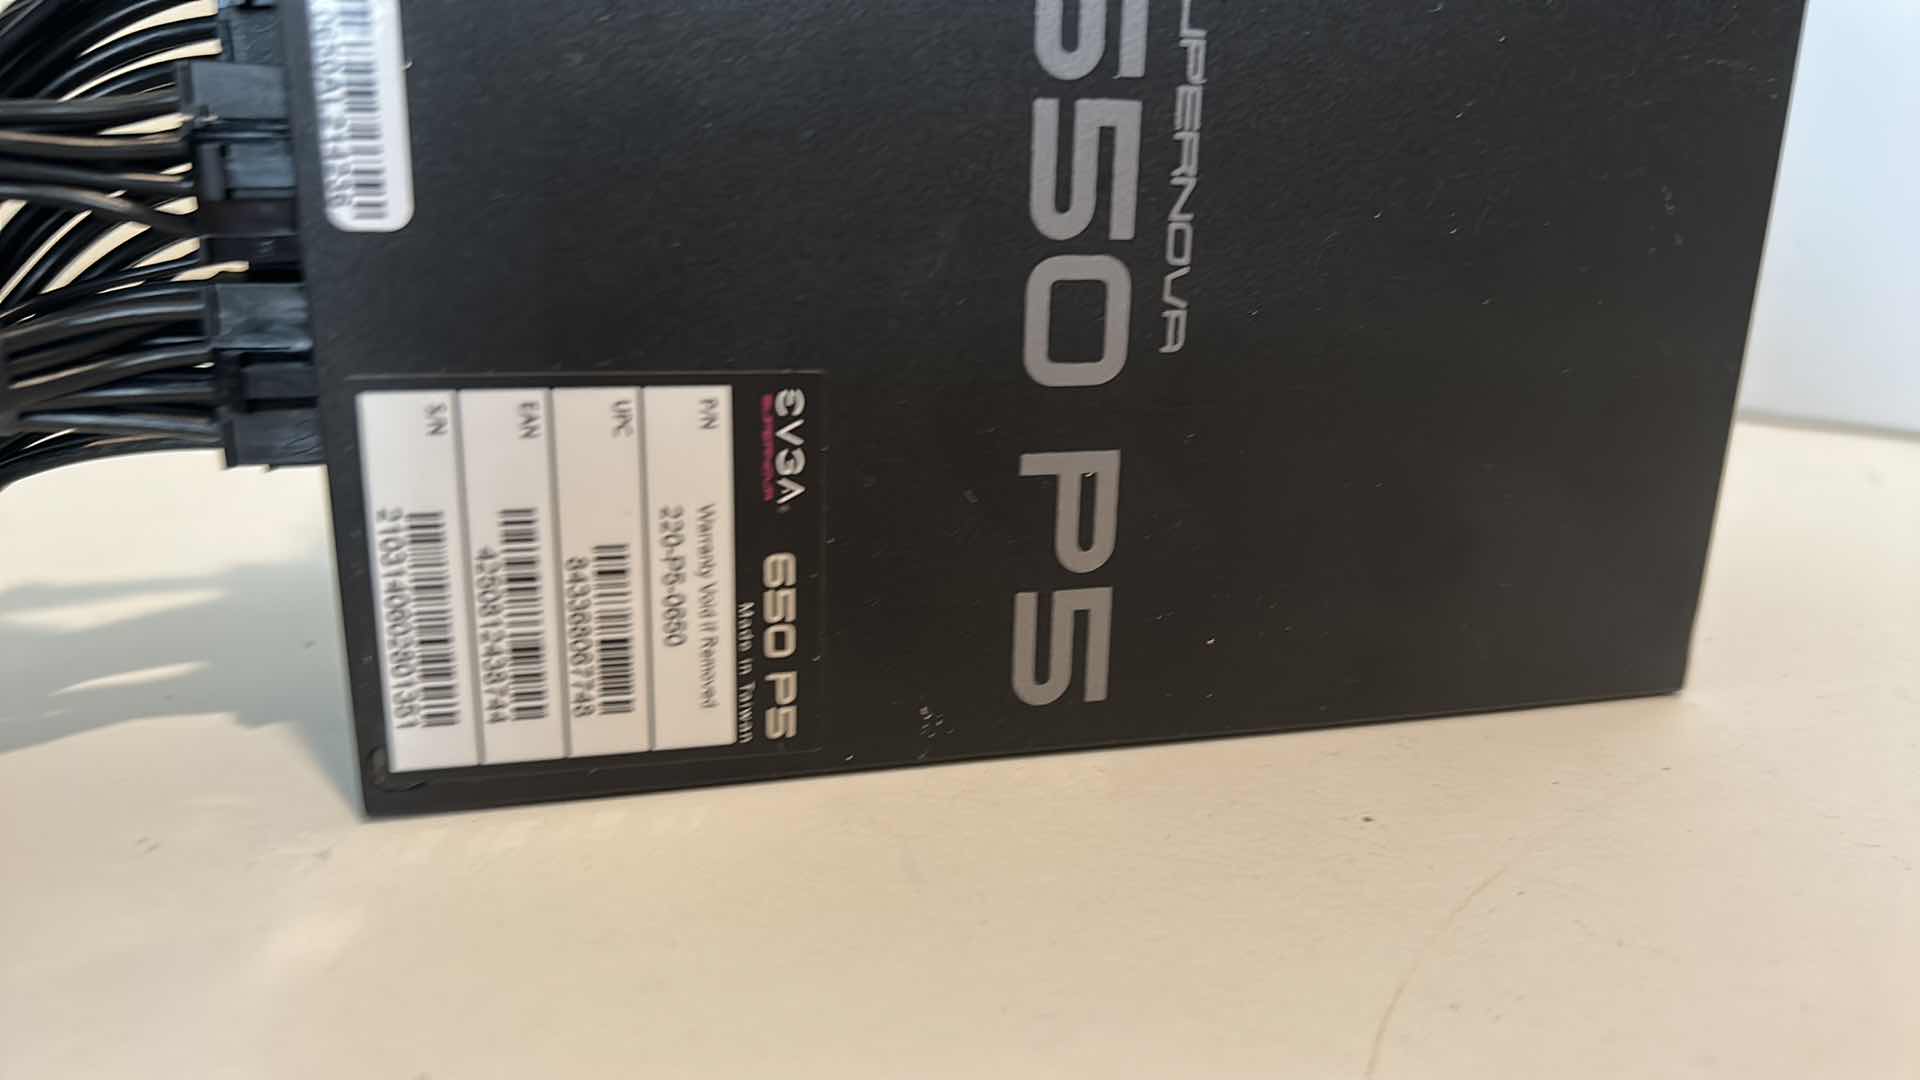 SUPERNOVA
650 P5
EVGA
SUPERNOVA
650 P5
Made in Taiwan
P/N
Warranty Void if Removed
220-P5-0650
UPC
843368067748
EAN
4250812438744
S/N